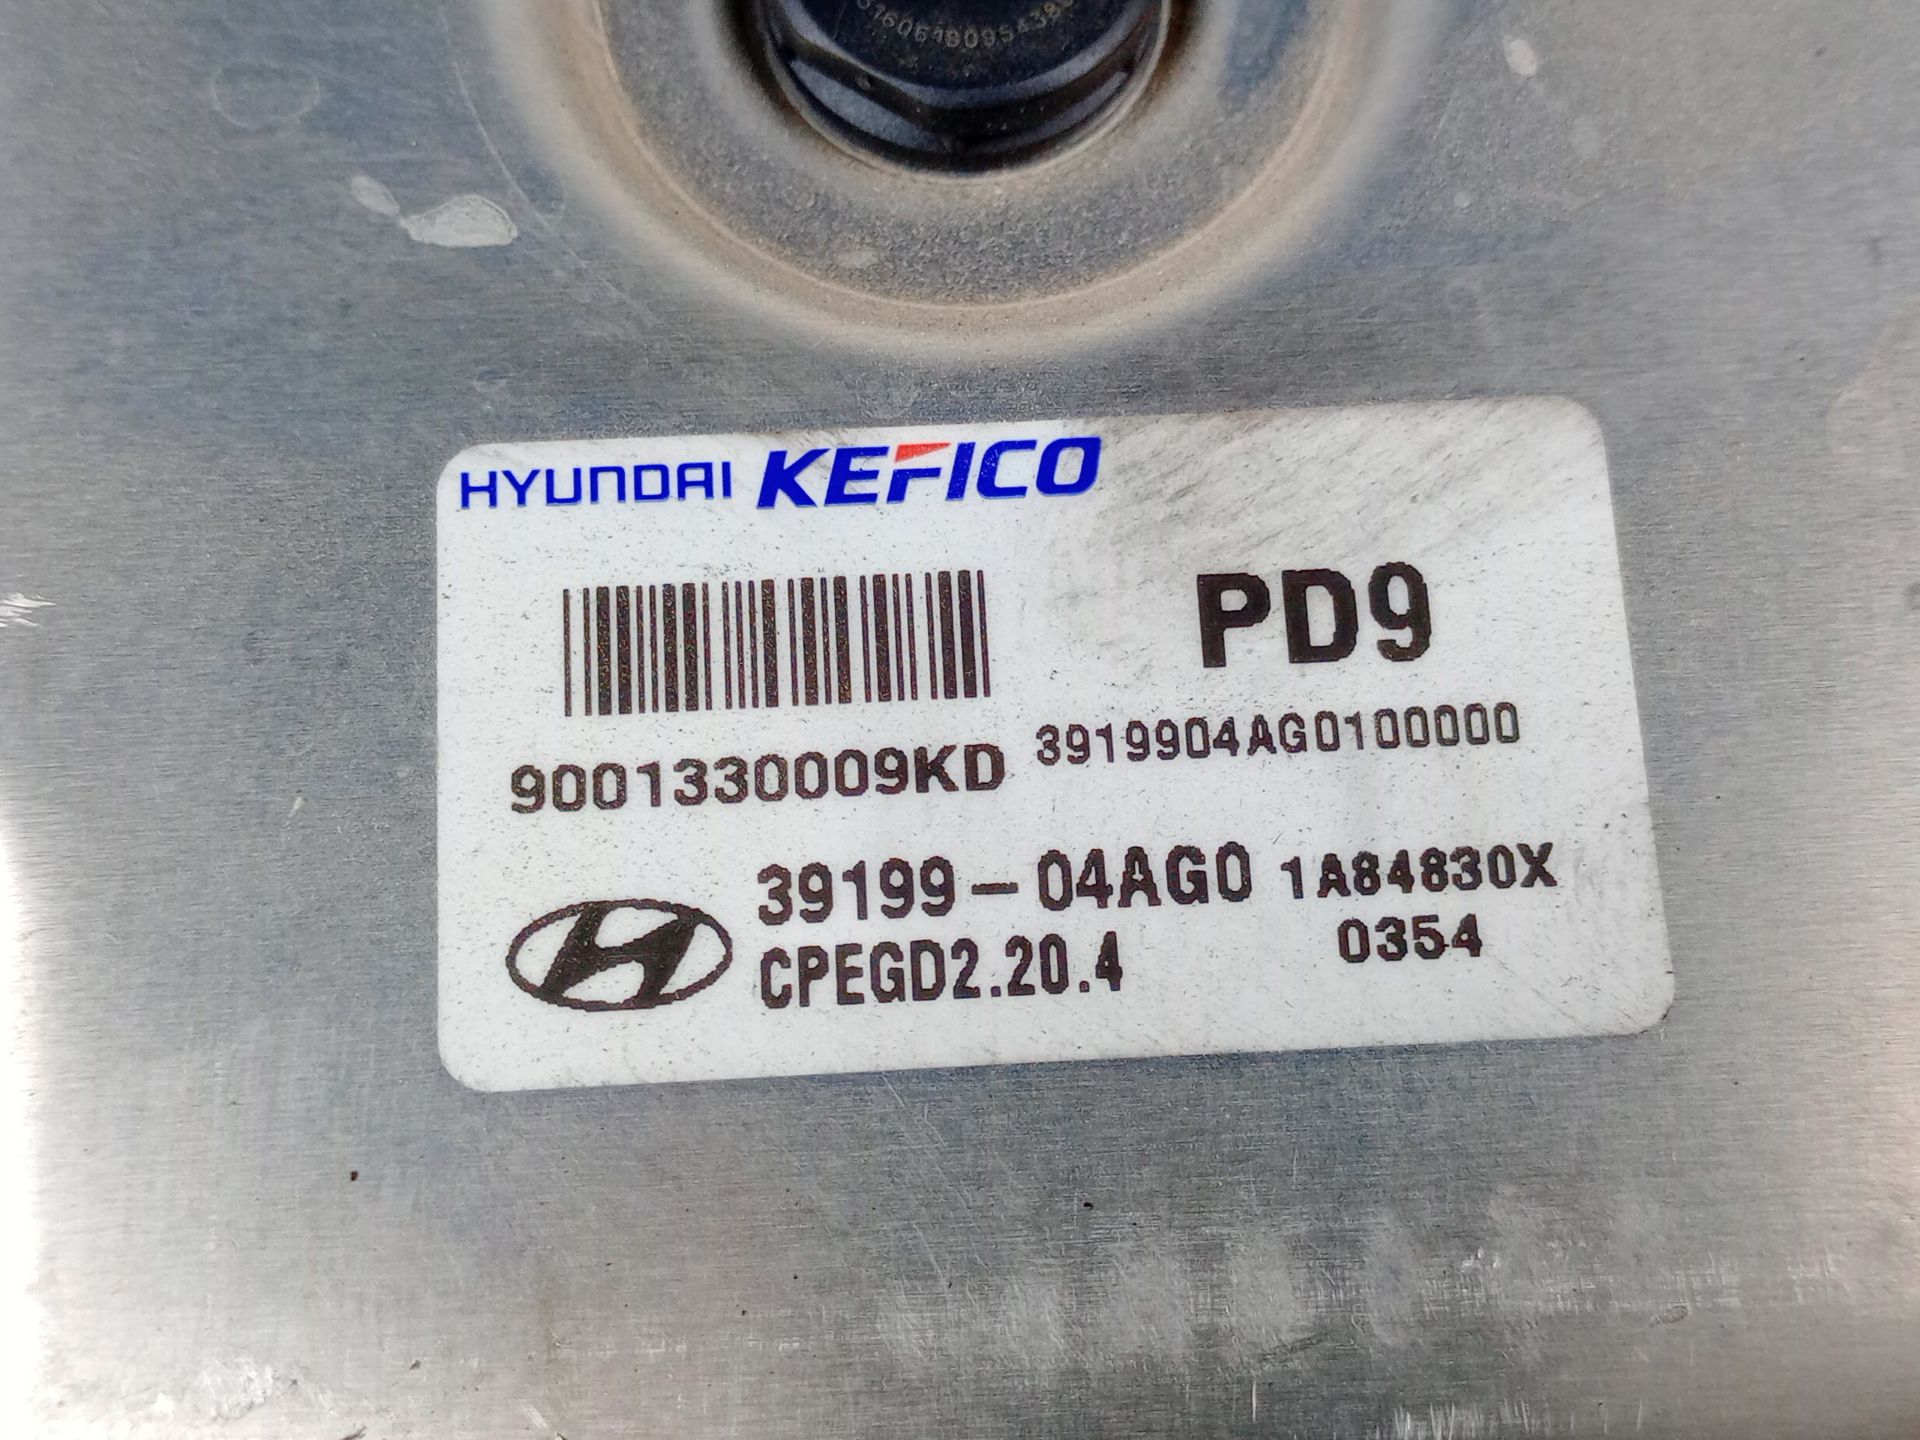 HYUNDAI KEFICO
PD9
9001330009KD
3919904AG0100000
39199-04AG0 1A84830X
CPEGD2.20.4 0354